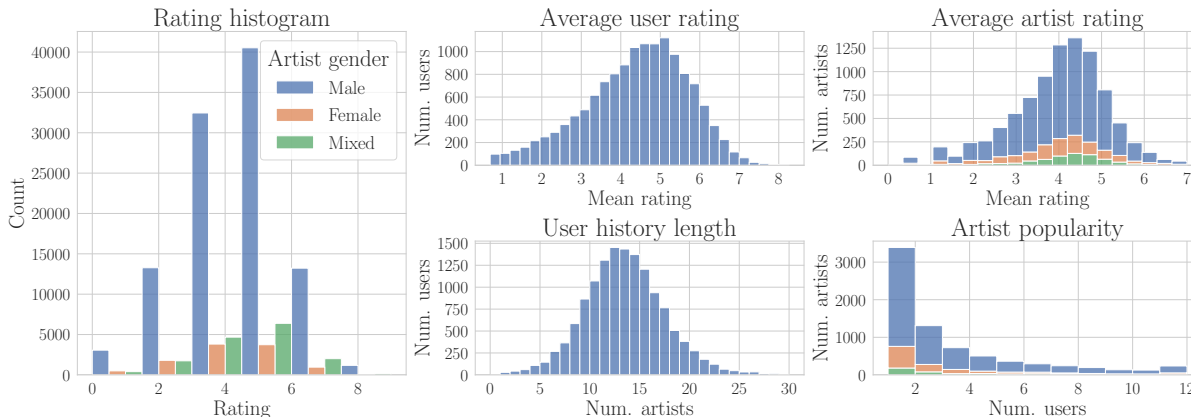 Rating histogram
Artist gender
Male
Female
Mixed
40000
35000
30000
25000
20000
15000
10000
5000
0
Count
0 2 4 6 8
Rating
Average user rating
1000
800
600
400
200
0
Num. users
1 2 3 4 5 6 7 8
Mean rating
Average artist rating
1250
1000
750
500
250
0
Num. artists
0 1 2 3 4 5 6 7
Mean rating
User history length
1500
1250
1000
750
500
250
0
Num. users
0 5 10 15 20 25 30
Num. artists
Artist popularity
3000
2000
1000
0
Num. artists
2 4 6 8 10 12
Num. users